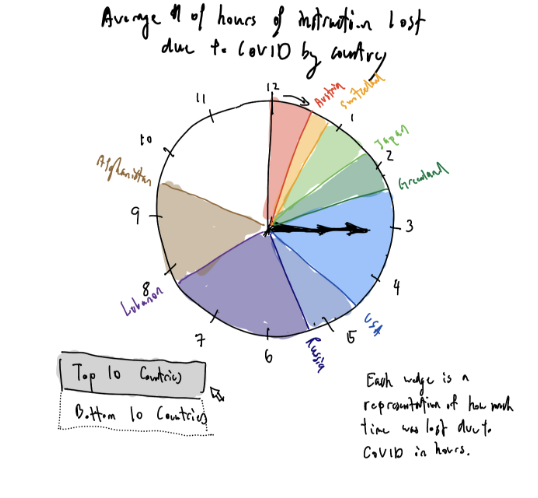 Average # of hours of instruction lost
due to COVID by country
12
Austria
Switzerland
11
1
Japan
10
2
Greenland
Afghanistan
9
3
8
4
Lebanon
USA
7
5
Russia
6
Top 10 Countries
Bottom 10 Countries
Each wedge is a
representation of how much
time was lost due to
COVID in hours.